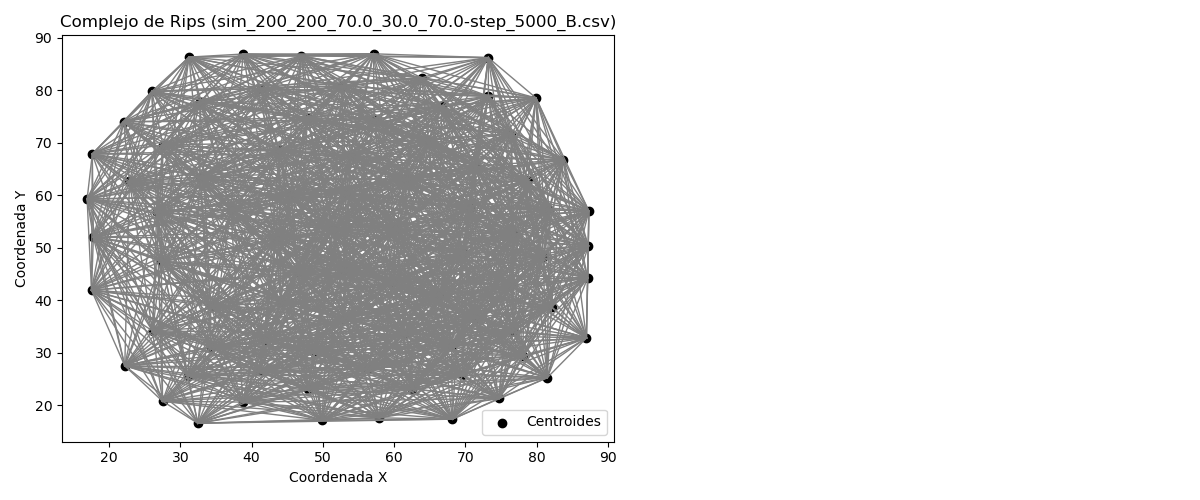 Complejo de Rips (sim_200_200_70.0_30.0_70.0-step_5000_B.csv)
90
80
70
60
50
40
30
20
Coordenada Y
Centroides
20 30 40 50 60 70 80 90
Coordenada X